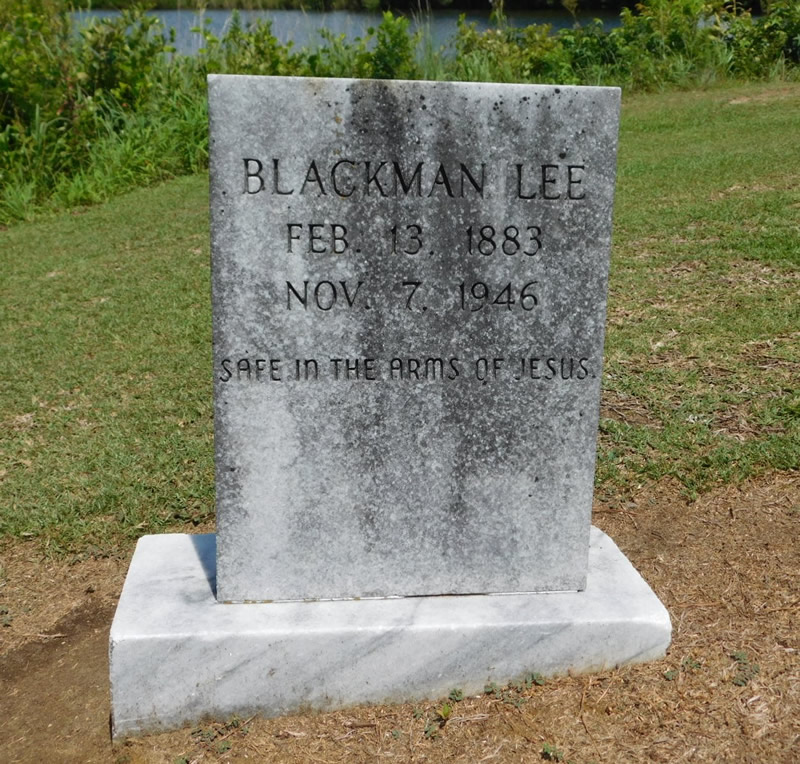 BLACKMAN LEE
FEB. 13, 1883
NOV. 7, 1946
SAFE IN THE ARMS OF JESUS.